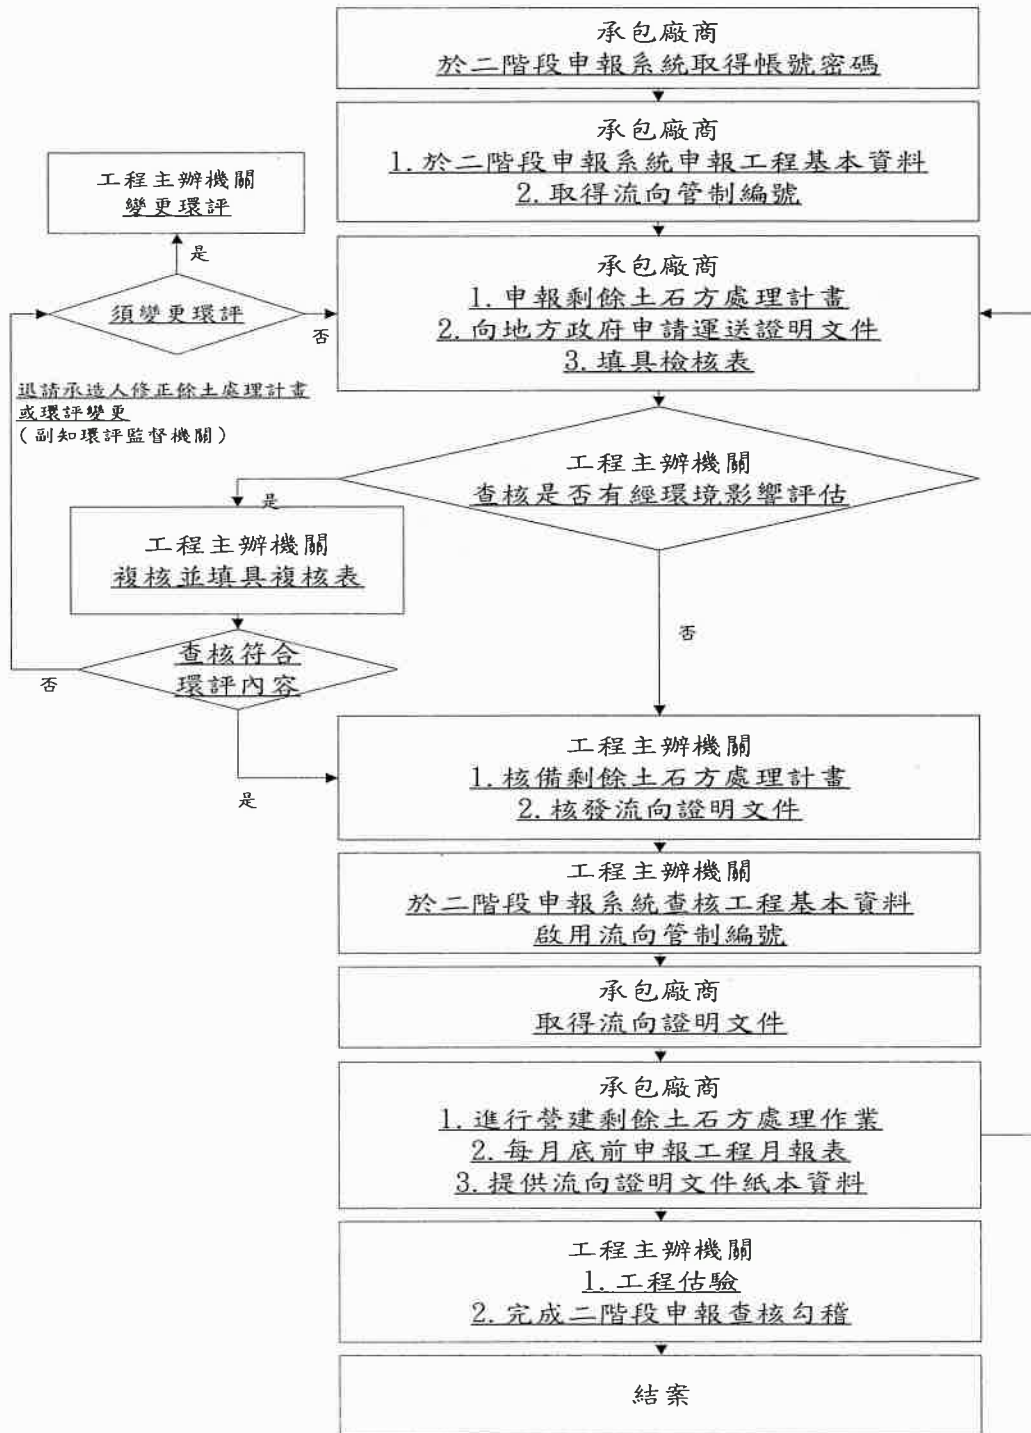 承包廠商
於二階段申報系統取得帳號密碼
承包廠商
1.於二階段申報系統申報工程基本資料
2.取得流向管制編號
工程主辦機關
變更環評
是
須變更環評
否
承包廠商
1.申報剩餘土石方處理計畫
2.向地方政府申請運送證明文件
3.填具檢核表
退請承造人修正餘土處理計畫
或環評變更
(副知環評監督機關)
工程主辦機關
查核是否有經環境影響評估
是
工程主辦機關
複核並填具複核表
否
查核符合
環評內容
否
是
工程主辦機關
1.核備剩餘土石方處理計畫
2.核發流向證明文件
工程主辦機關
於二階段申報系統查核工程基本資料
啟用流向管制編號
承包廠商
取得流向證明文件
承包廠商
1.進行營建剩餘土石方處理作業
2.每月底前申報工程月報表
3.提供流向證明文件紙本資料
工程主辦機關
1.工程估驗
2.完成二階段申報查核勾稽
結案